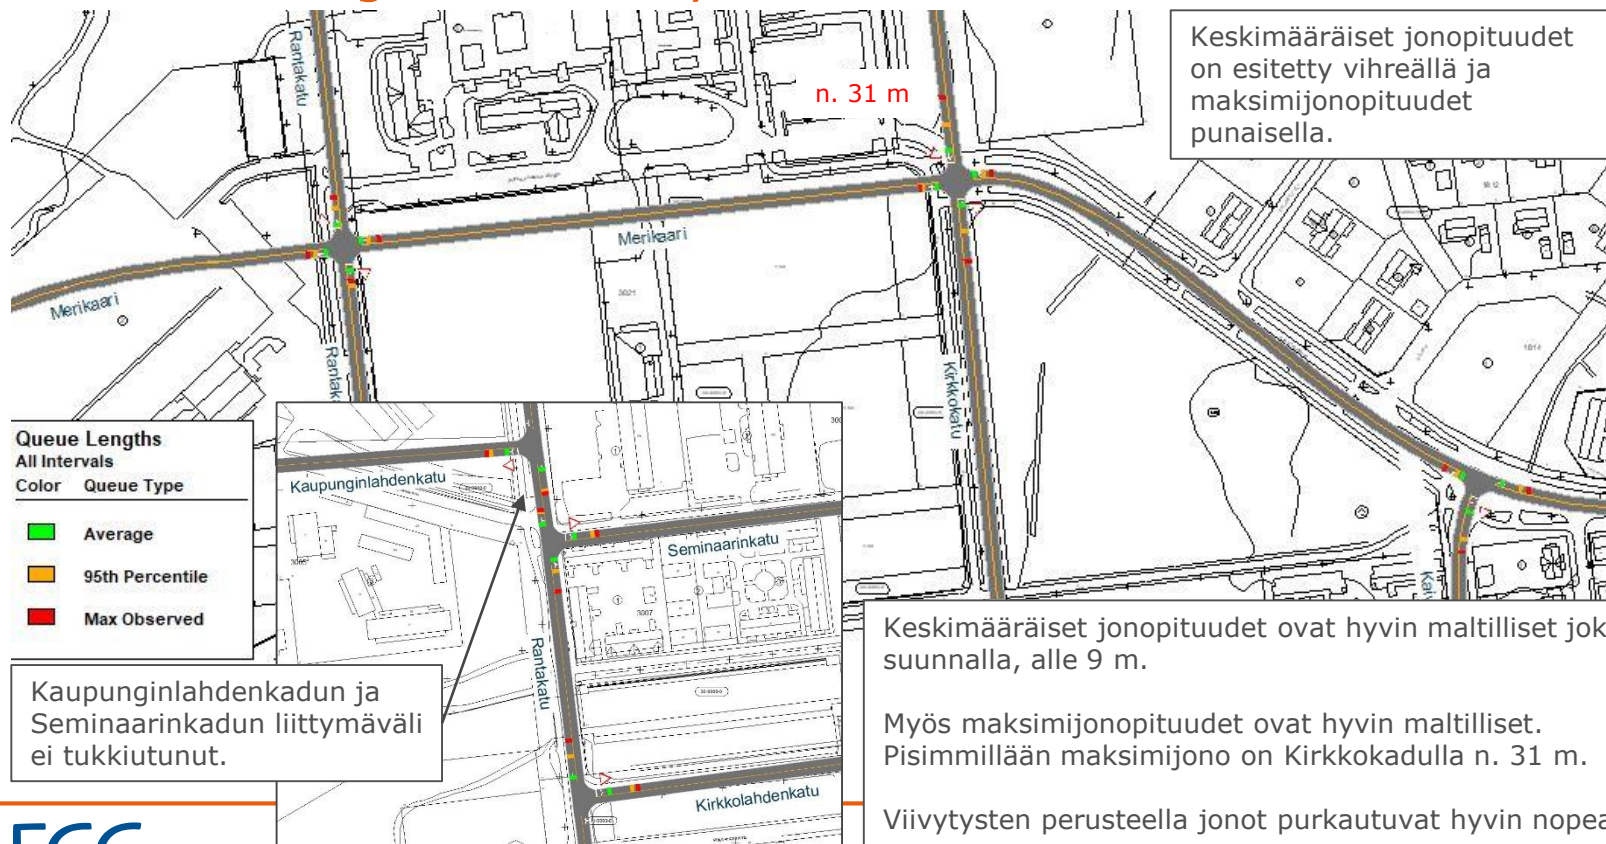 Keskimääräiset jonopituudet
on esitetty vihreällä ja
maksimijonopituudet
punaisella.
n. 31 m
Rantakatu
Merikaari
Merikaari
3021
Kirkkokatu
1814
Queue Lengths
All Intervals
Color Queue Type
Average
95th Percentile
Max Observed
Kaupunginlahdenkatu
Seminaarinkatu
3007
Rantakatu
Kirkkolahdenkatu
Kaupunginlahdenkadun ja
Seminaarinkadun liittymäväli
ei tukkiutunut.
Keskimääräiset jonopituudet ovat hyvin maltilliset jok
suunnalla, alle 9 m.
Myös maksimijonopituudet ovat hyvin maltilliset.
Pisimmillään maksimijono on Kirkkokadulla n. 31 m.
Viivytysten perusteella jonot purkautuvat hyvin nopea